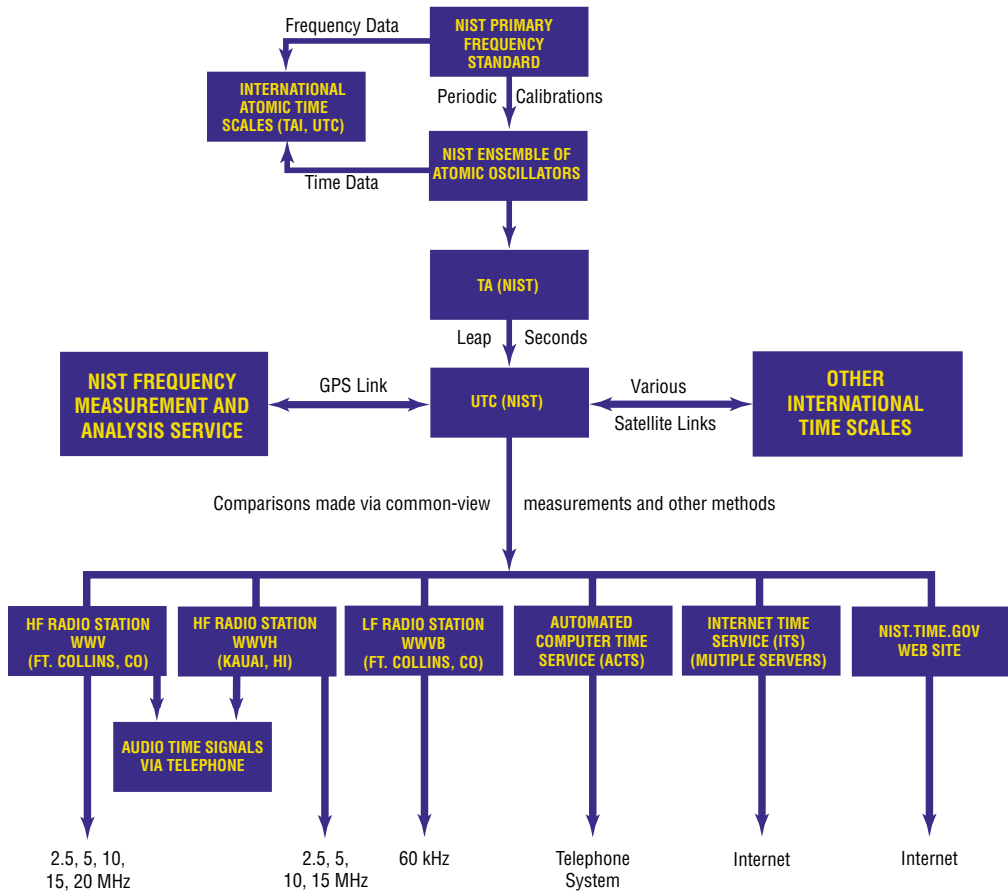 Frequency Data
NIST PRIMARY
FREQUENCY
STANDARD
INTERNATIONAL
ATOMIC TIME
SCALES (TAI, UTC)
Periodic Calibrations
NIST ENSEMBLE OF
ATOMIC OSCILLATORS
Time Data
TA (NIST)
Leap Seconds
NIST FREQUENCY
MEASUREMENT AND
ANALYSIS SERVICE
GPS Link
UTC (NIST)
Various
Satellite Links
OTHER
INTERNATIONAL
TIME SCALES
Comparisons made via common-view measurements and other methods
HF RADIO STATION
WWV
(FT. COLLINS, CO)
HF RADIO STATION
WWVH
(KAUAI, HI)
LF RADIO STATION
WWVB
(FT. COLLINS, CO)
AUTOMATED
COMPUTER TIME
SERVICE (ACTS)
INTERNET TIME
SERVICE (ITS)
(MUTIPLE SERVERS)
NIST.TIME.GOV
WEB SITE
AUDIO TIME SIGNALS
VIA TELEPHONE
2.5, 5, 10,
15, 20 MHz
2.5, 5,
10, 15 MHz
60 kHz
Telephone
System
Internet
Internet